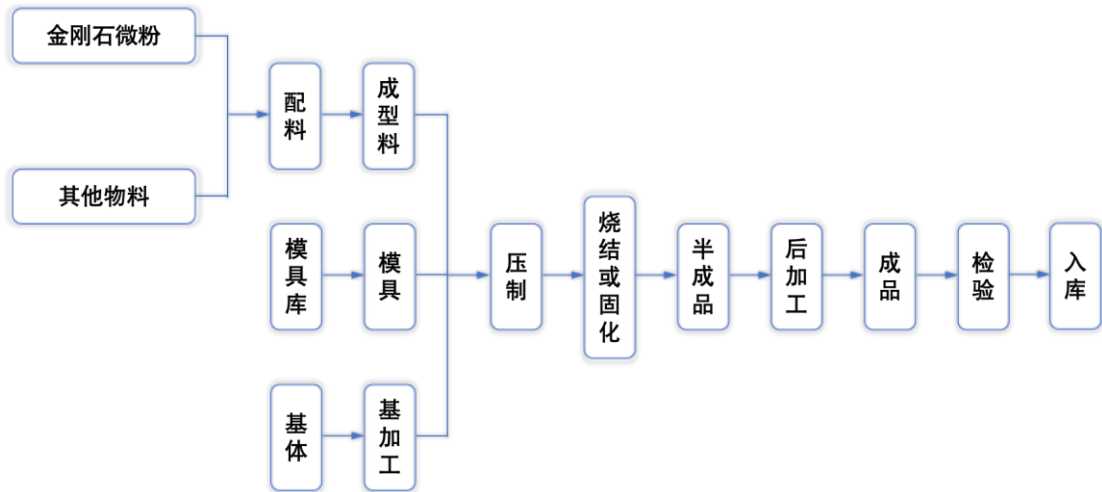 金刚石微粉
其他物料
配料
成型料
模具库
模具
基体
基加工
压制
烧结或固化
半成品
后加工
成品
检验
入库